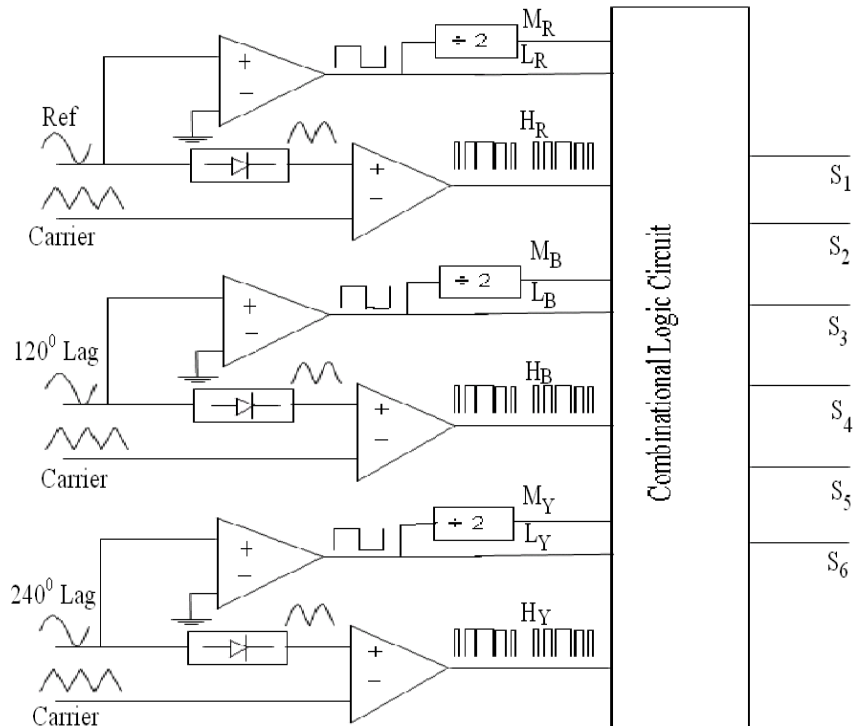 M_R
÷ 2
L_R
+
−
Ref
H_R
+
−
Carrier
S_1
S_2
M_B
÷ 2
L_B
+
−
S_3
120⁰ Lag
H_B
+
−
Carrier
S_4
Combinational Logic Circuit
S_5
M_Y
÷ 2
L_Y
+
−
S_6
240⁰ Lag
H_Y
+
−
Carrier